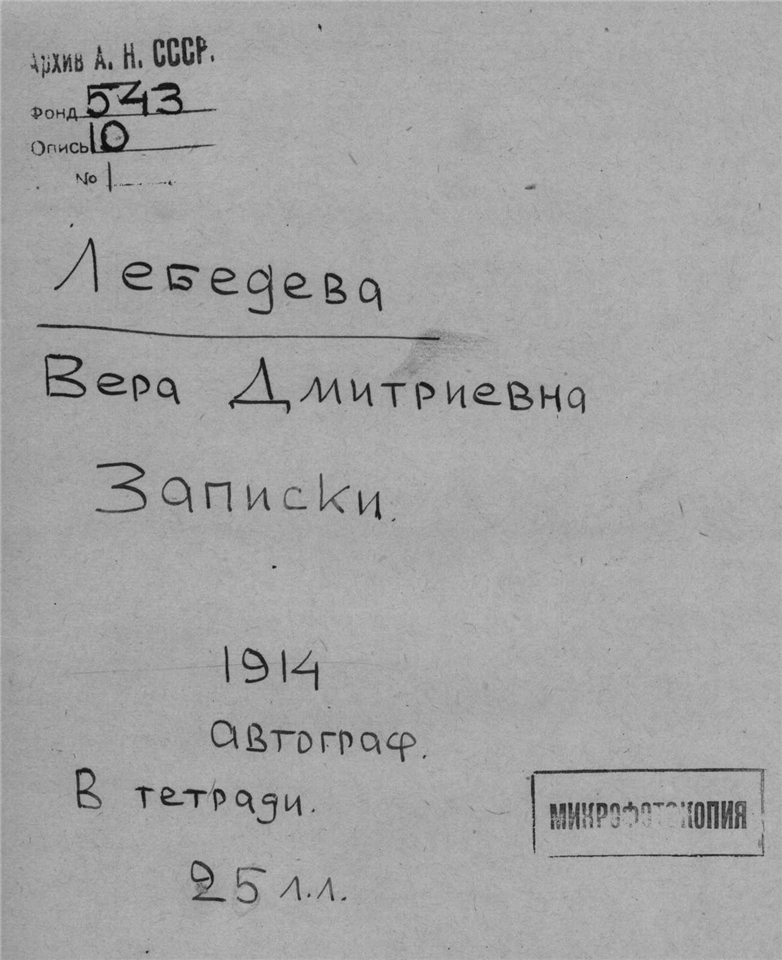 Архив А. Н. СССР.
Фонд 543
Опись 10
№ 1
Лебедева
Вера Дмитриевна
Записки.
1914
автограф.
В тетради.
МИКРОФОТОКОПИЯ
25 л.л.